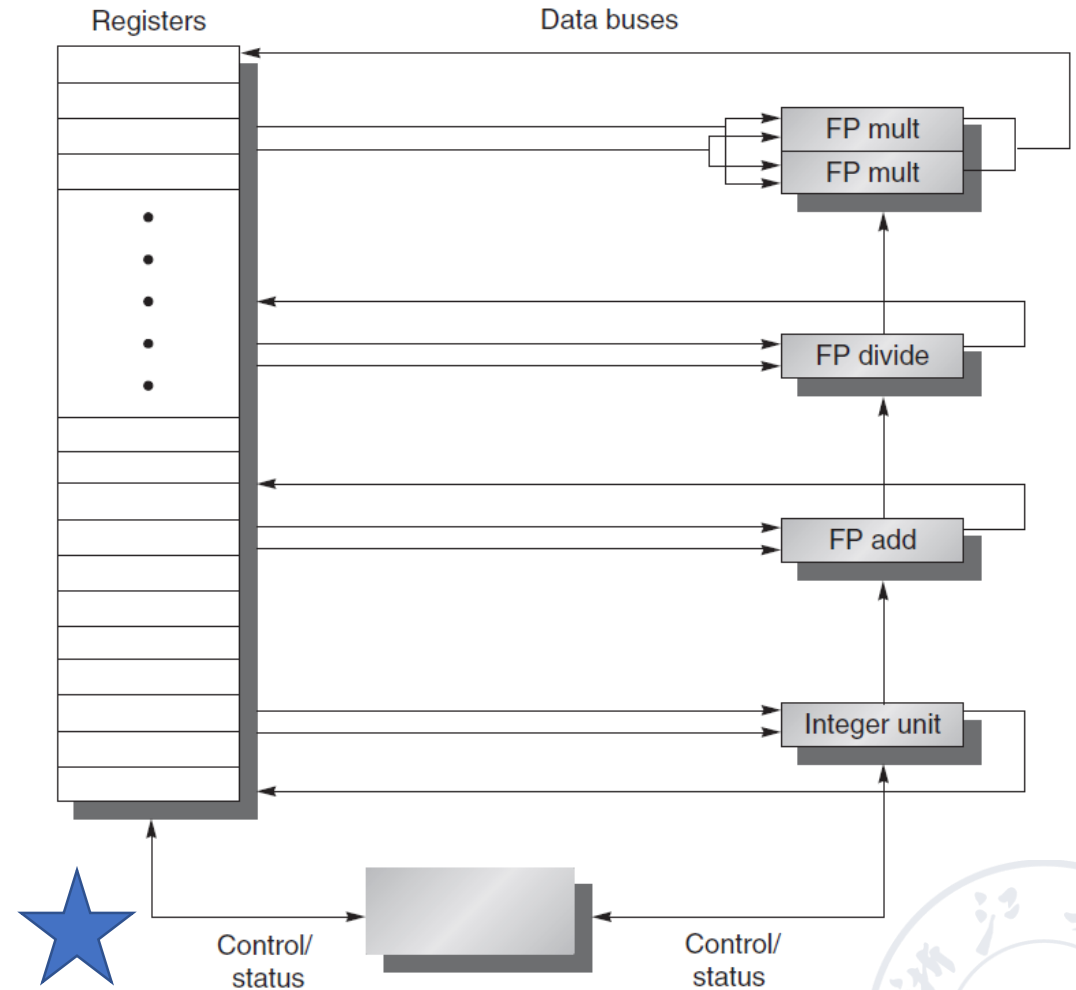 Registers
Data buses
FP mult
FP mult
FP divide
FP add
Integer unit
Control/
status
Control/
status